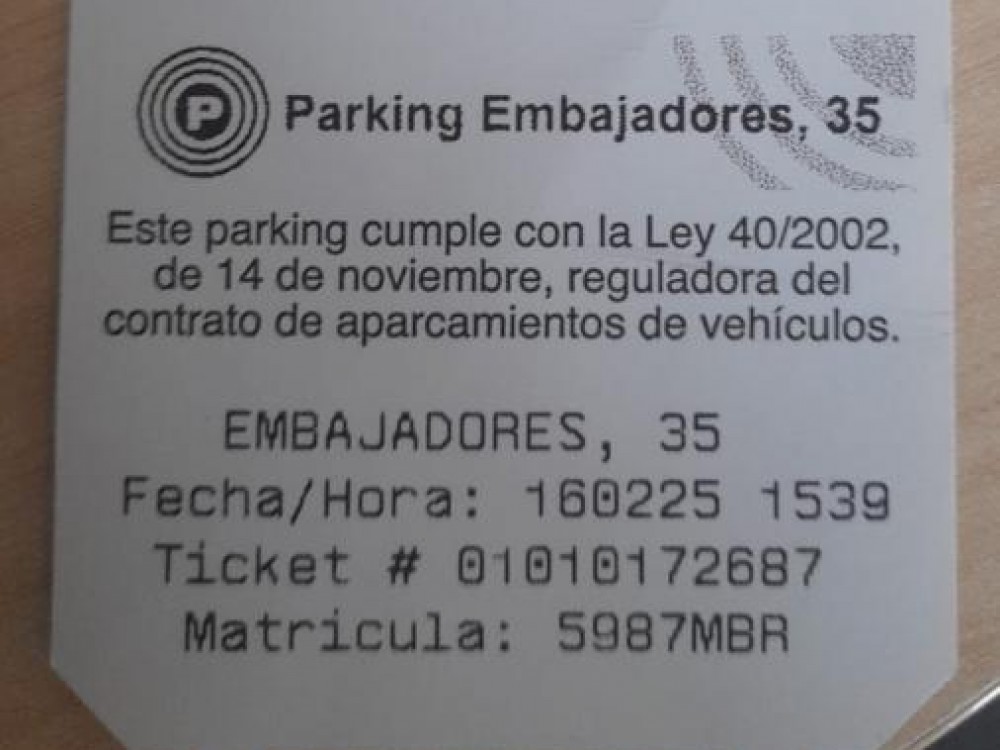 P Parking Embajadores, 35
Este parking cumple con la Ley 40/2002,
de 14 de noviembre, reguladora del
contrato de aparcamientos de vehículos.
EMBAJADORES, 35
Fecha/Hora: 160225 1539
Ticket # 01010172687
Matricula: 5987MBR